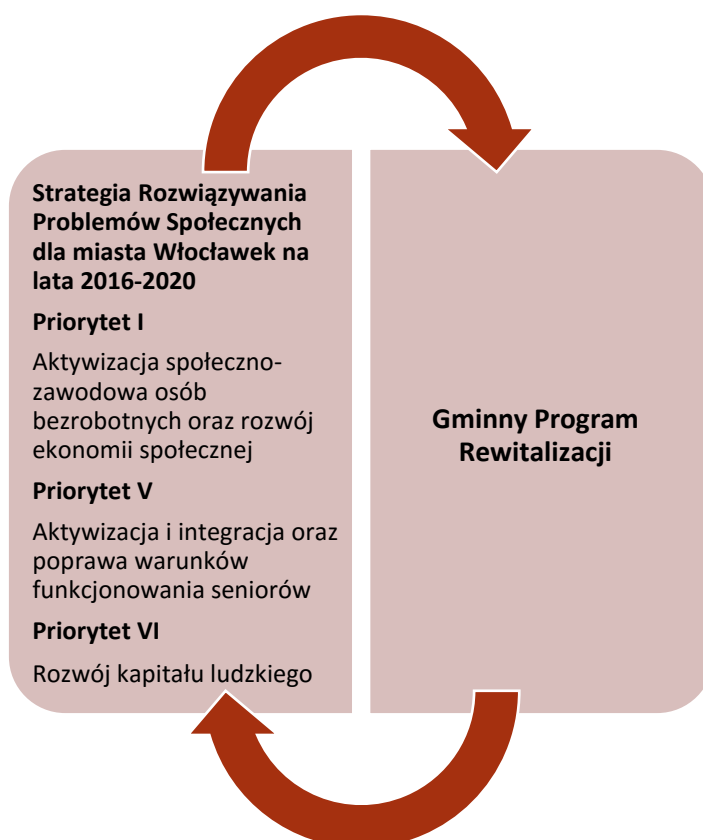 Strategia Rozwiązywania
Problemów Społecznych
dla miasta Włocławek na
lata 2016-2020
Priorytet I
Aktywizacja społeczno-
zawodowa osób
bezrobotnych oraz rozwój
ekonomii społecznej
Priorytet V
Aktywizacja i integracja oraz
poprawa warunków
funkcjonowania seniorów
Priorytet VI
Rozwój kapitału ludzkiego
Gminny Program
Rewitalizacji